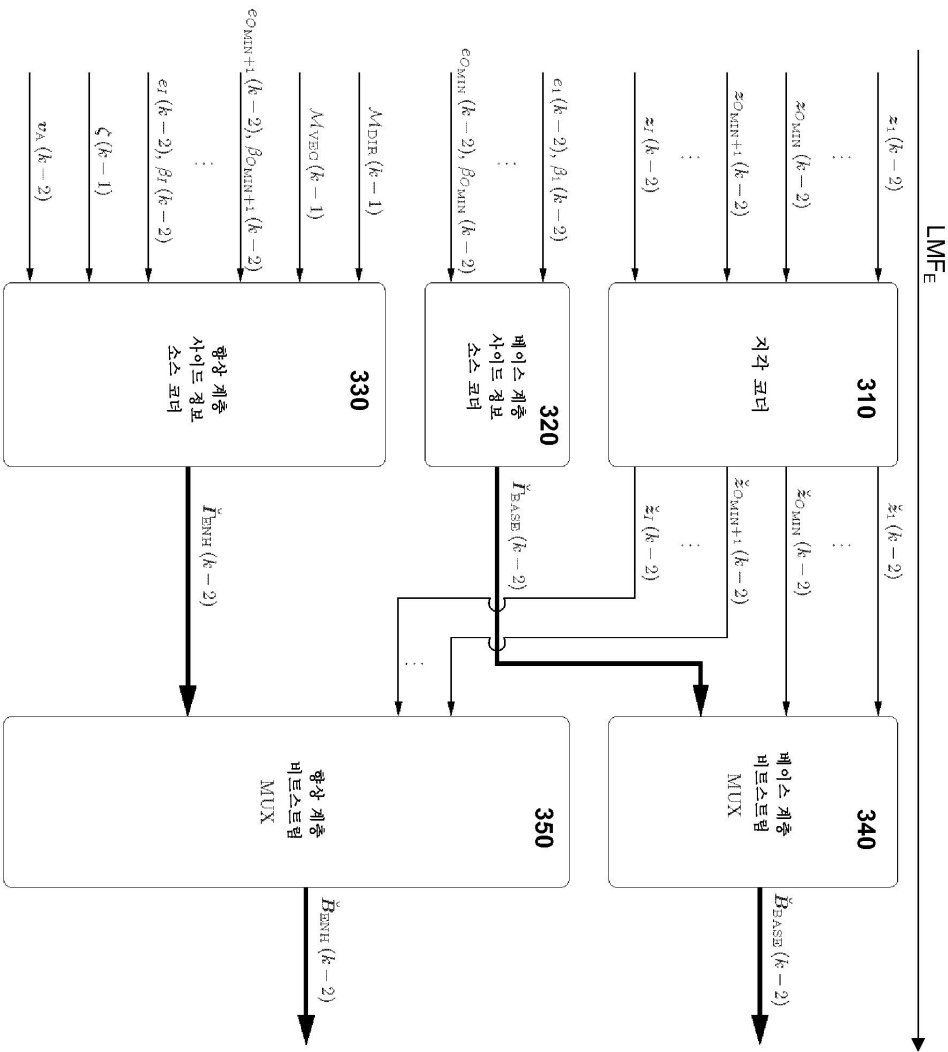 LMF_E
z_1(k−2)
⋮
z_{O_MIN}(k−2)
z_{O_MIN+1}(k−2)
⋮
z_I(k−2)
e_1(k−2), β_1(k−2)
⋮
e_{O_MIN}(k−2), β_{O_MIN}(k−2)
M_DIR(k−1)
M_VEC(k−1)
e_{O_MIN+1}(k−2), β_{O_MIN+1}(k−2)
⋮
e_I(k−2), β_I(k−2)
ζ(k−1)
v_A(k−2)
310
지각 코더
320
베이스 계층
사이드 정보
소스 코더
330
향상 계층
사이드 정보
소스 코더
ž_1(k−2)
⋮
ž_{O_MIN}(k−2)
ž_{O_MIN+1}(k−2)
⋮
ž_I(k−2)
Γ̌_BASE(k−2)
Γ̌_ENH(k−2)
⋮
340
베이스 계층
비트스트림
MUX
350
향상 계층
비트스트림
MUX
B̌_BASE(k−2)
B̌_ENH(k−2)